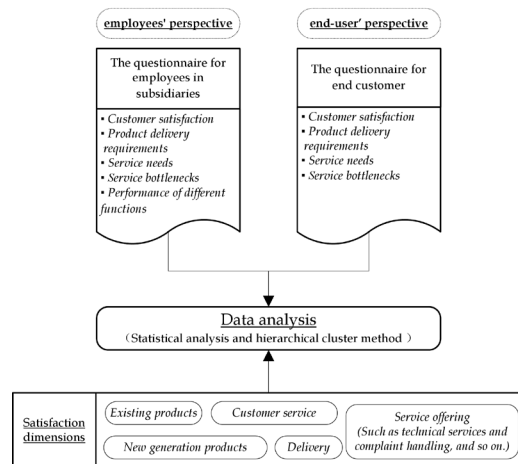 employees' perspective
end-user’ perspective
The questionnaire for
employees in
subsidiaries
▪ Customer satisfaction
▪ Product delivery
requirements
▪ Service needs
▪ Service bottlenecks
▪ Performance of different
functions
The questionnaire for
end customer
▪ Customer satisfaction
▪ Product delivery
requirements
▪ Service needs
▪ Service bottlenecks
Data analysis
（Statistical analysis and hierarchical cluster method ）
Satisfaction
dimensions
Existing products
Customer service
New generation products
Delivery
Service offering
(Such as technical services and
complaint handling, and so on.)